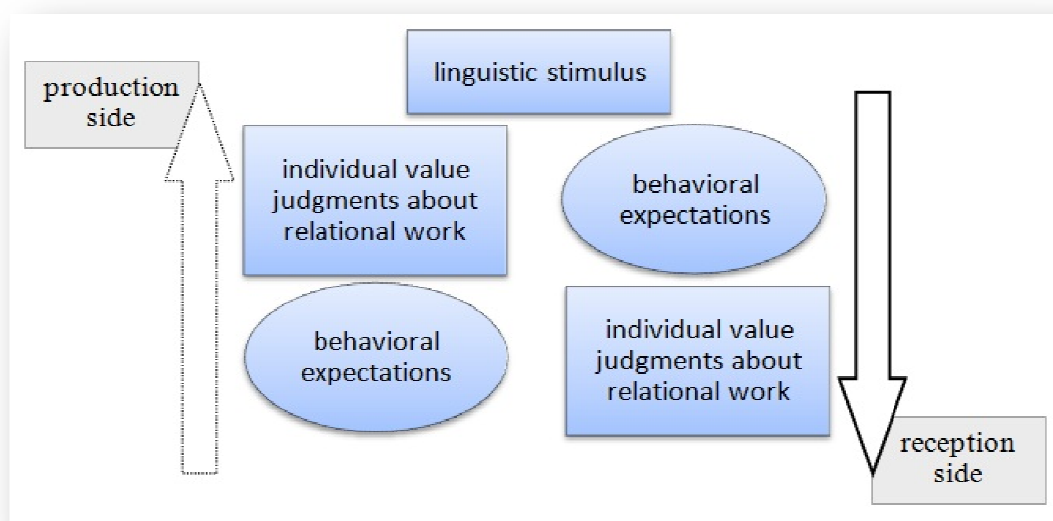 linguistic stimulus
production
side
individual value
judgments about
relational work
behavioral
expectations
behavioral
expectations
individual value
judgments about
relational work
reception
side